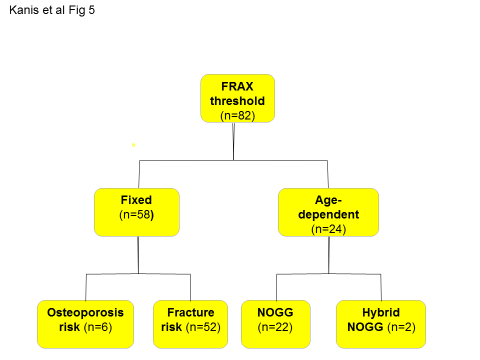 Kanis et al Fig 5
FRAX
threshold
(n=82)
Fixed
(n=58)
Age-
dependent
(n=24)
Osteoporosis
risk (n=6)
Fracture
risk (n=52)
NOGG
(n=22)
Hybrid
NOGG (n=2)